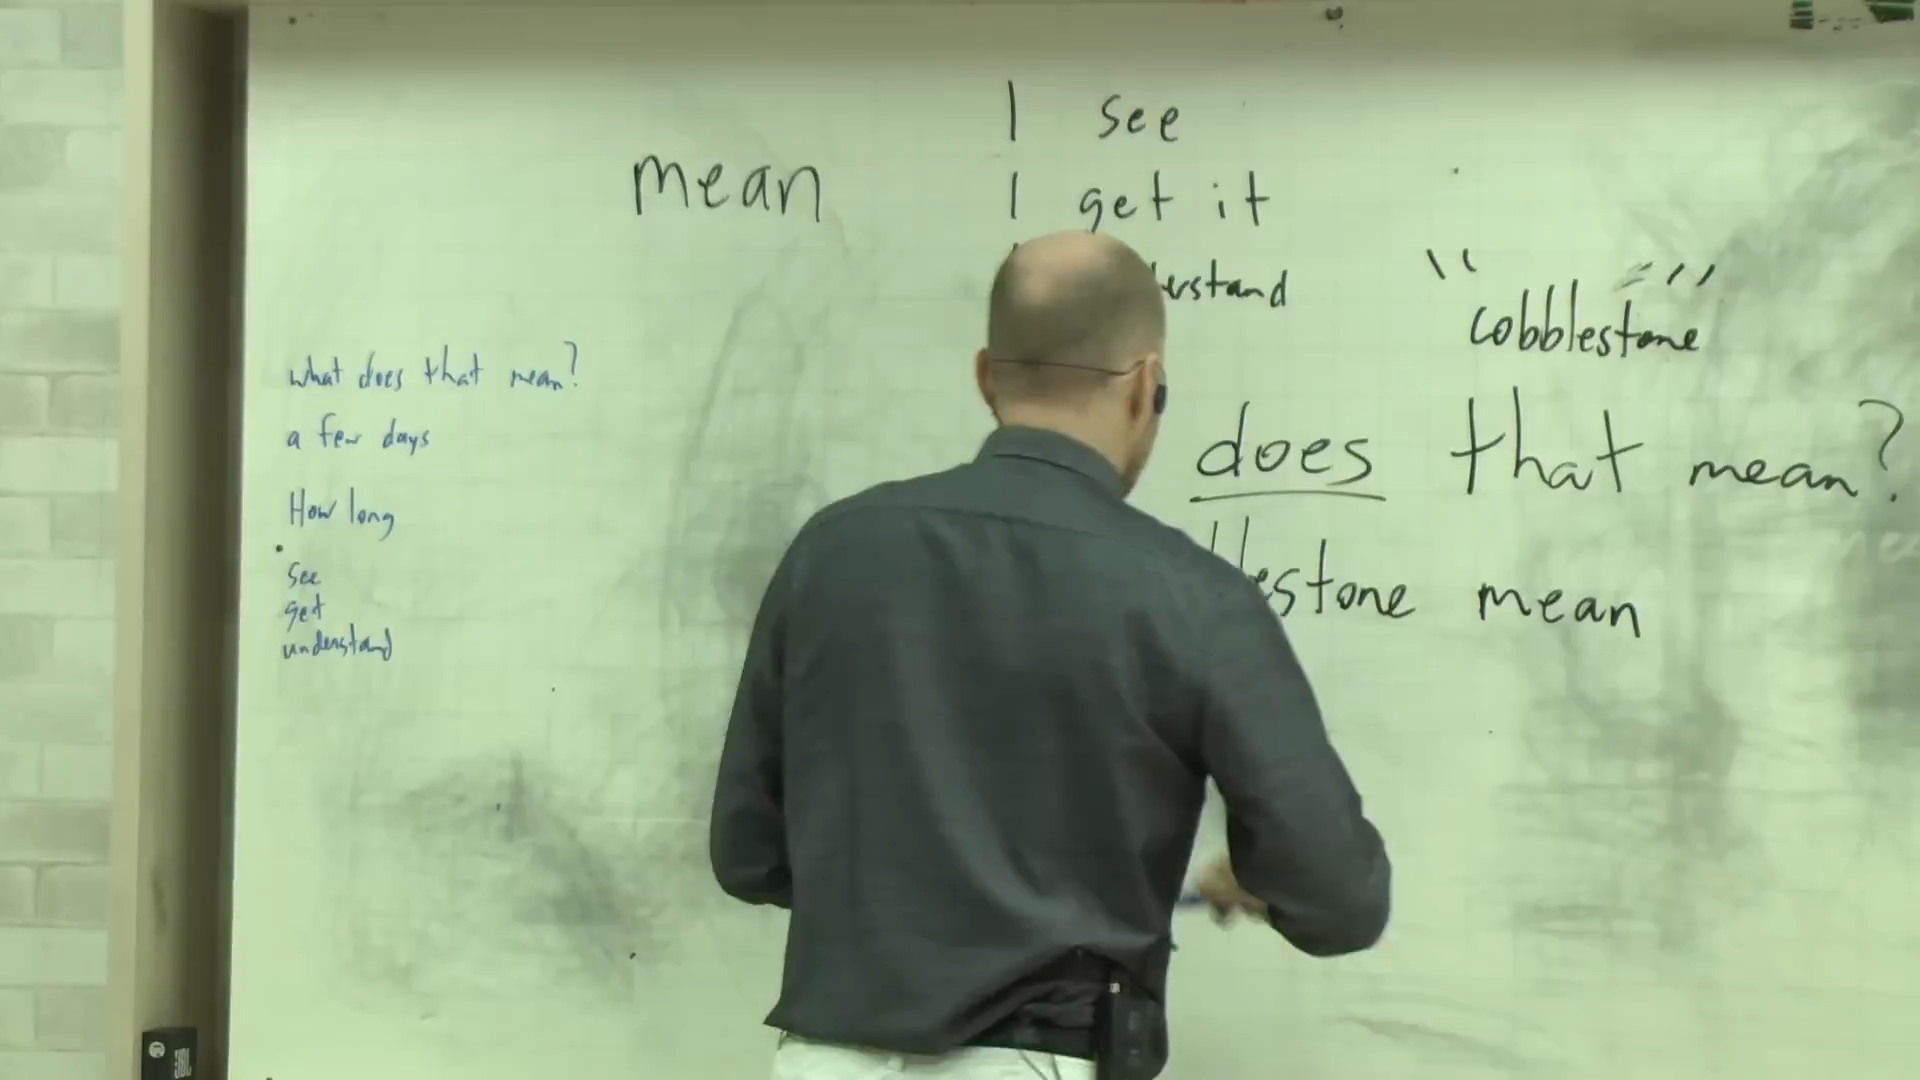 what does that mean?
a few days
How long
see
get
understand
mean
I see
I get it
"cobblestone"
does that mean?
mean
JBL